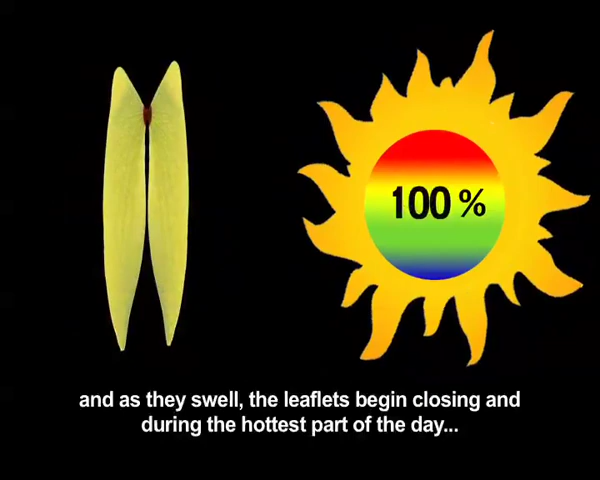 100 %
and as they swell, the leaflets begin closing and
during the hottest part of the day...